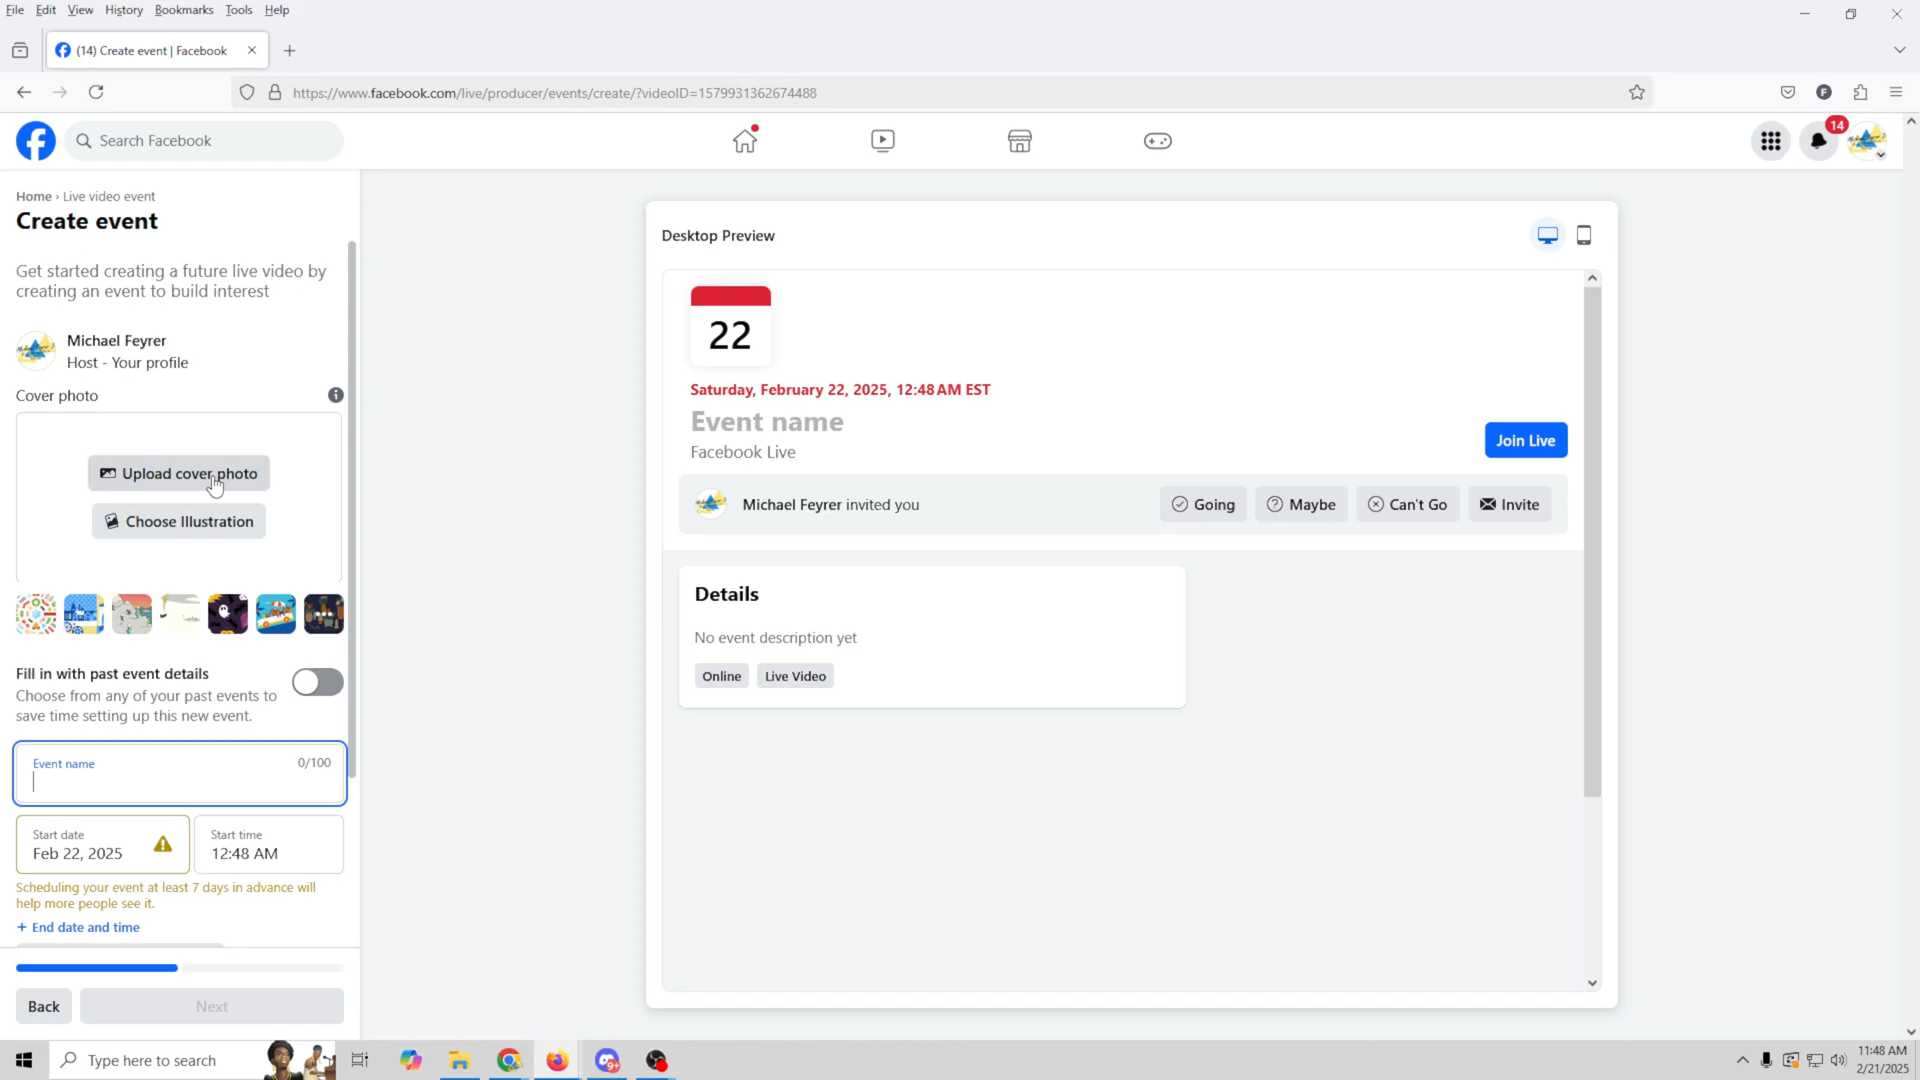 File Edit View History Bookmarks Tools Help
(14) Create event | Facebook
https://www.facebook.com/live/producer/events/create/?videoID=1579931362674488
Search Facebook
14
Home › Live video event
Create event
Get started creating a future live video by
creating an event to build interest
Michael Feyrer
Host - Your profile
Cover photo
Upload cover photo
Choose Illustration
Fill in with past event details
Choose from any of your past events to
save time setting up this new event.
Event name
0/100
Start date
Feb 22, 2025
Start time
12:48 AM
Scheduling your event at least 7 days in advance will
help more people see it.
+ End date and time
Back
Next
Desktop Preview
22
Saturday, February 22, 2025, 12:48 AM EST
Event name
Facebook Live
Join Live
Michael Feyrer invited you
Going
Maybe
Can't Go
Invite
Details
No event description yet
Online
Live Video
Type here to search
9+
11:48 AM
2/21/2025